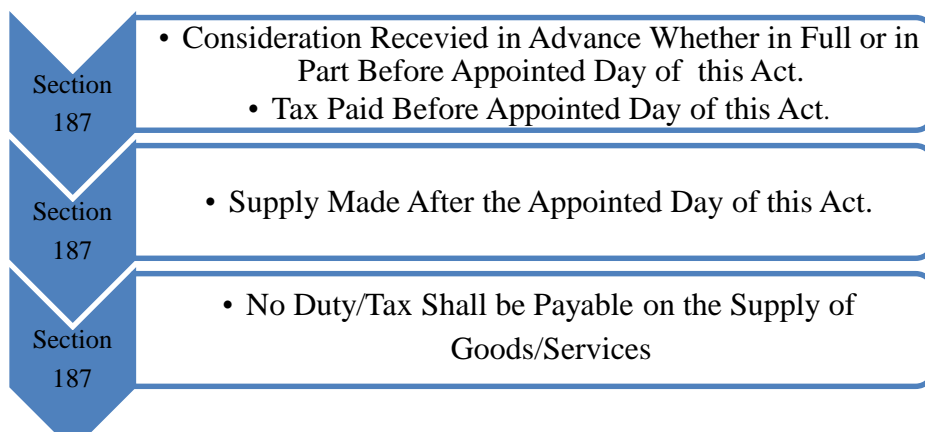 Section
187
• Consideration Recevied in Advance Whether in Full or in
Part Before Appointed Day of this Act.
• Tax Paid Before Appointed Day of this Act.
Section
187
• Supply Made After the Appointed Day of this Act.
Section
187
• No Duty/Tax Shall be Payable on the Supply of
Goods/Services